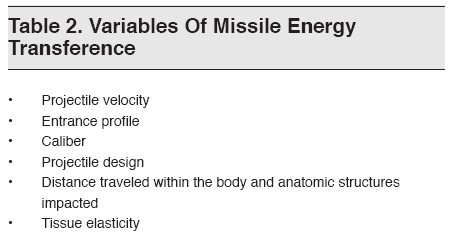 Table 2. Variables Of Missile Energy
Transference
• Projectile velocity
• Entrance profile
• Caliber
• Projectile design
• Distance traveled within the body and anatomic structures
impacted
• Tissue elasticity